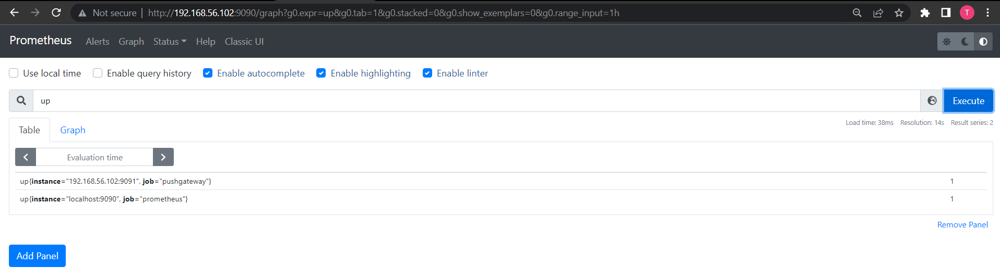 Not secure | http://192.168.56.102:9090/graph?g0.expr=up&g0.tab=1&g0.stacked=0&g0.show_exemplars=0&g0.range_input=1h T
Prometheus Alerts Graph Status Help Classic UI
Use local time Enable query history Enable autocomplete Enable highlighting Enable linter
up Execute
Table Graph Load time: 38ms Resolution: 14s Result series: 2
Evaluation time
up{instance="192.168.56.102:9091", job="pushgateway"} 1
up{instance="localhost:9090", job="prometheus"} 1
Remove Panel
Add Panel